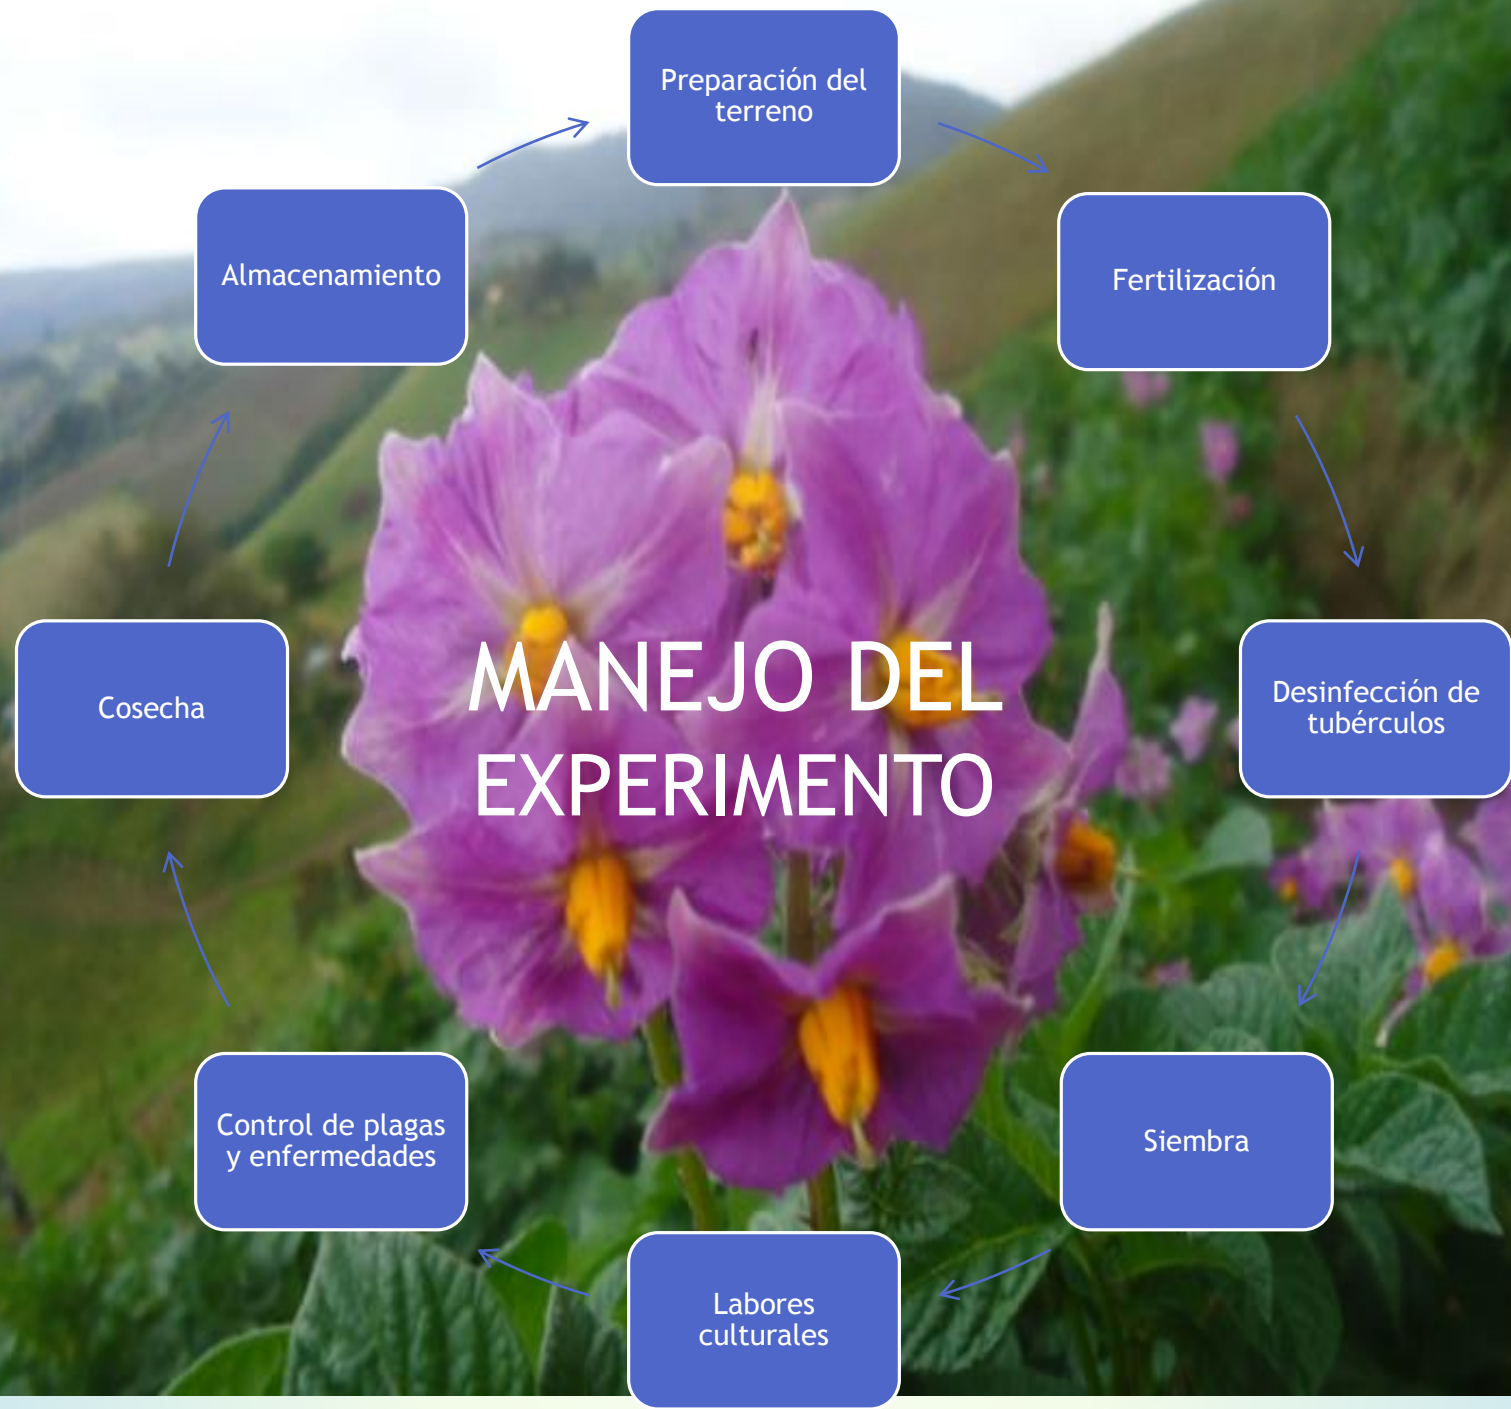 Preparación del
terreno
Fertilización
Desinfección de
tubérculos
Siembra
Labores
culturales
Control de plagas
y enfermedades
Cosecha
Almacenamiento
MANEJO DEL
EXPERIMENTO